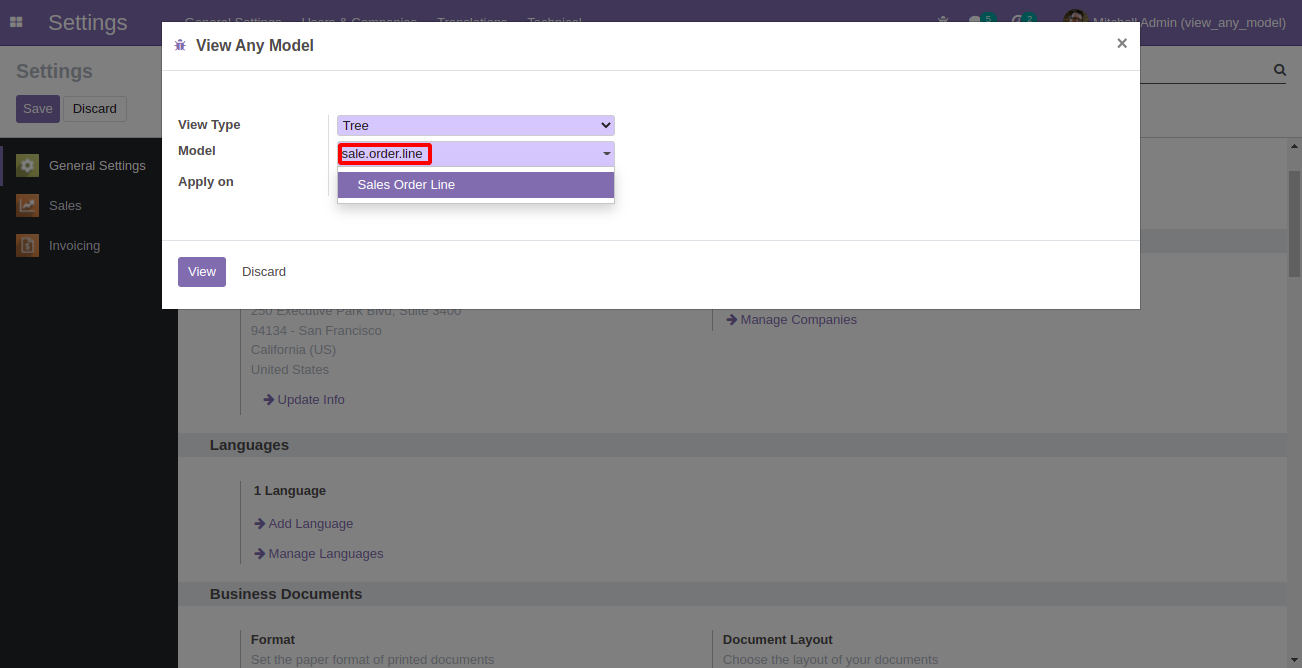 Settings
General Settings Users & Companies Translations Technical
5
2
Mitchell Admin (view_any_model)
View Any Model
×
Settings
Save
Discard
View Type
Tree
Model
sale.order.line
Sales Order Line
Apply on
General Settings
Sales
Invoicing
View
Discard
250 Executive Park Blvd, Suite 3400
94134 - San Francisco
California (US)
United States
Update Info
Manage Companies
Languages
1 Language
Add Language
Manage Languages
Business Documents
Format
Set the paper format of printed documents
Document Layout
Choose the layout of your documents